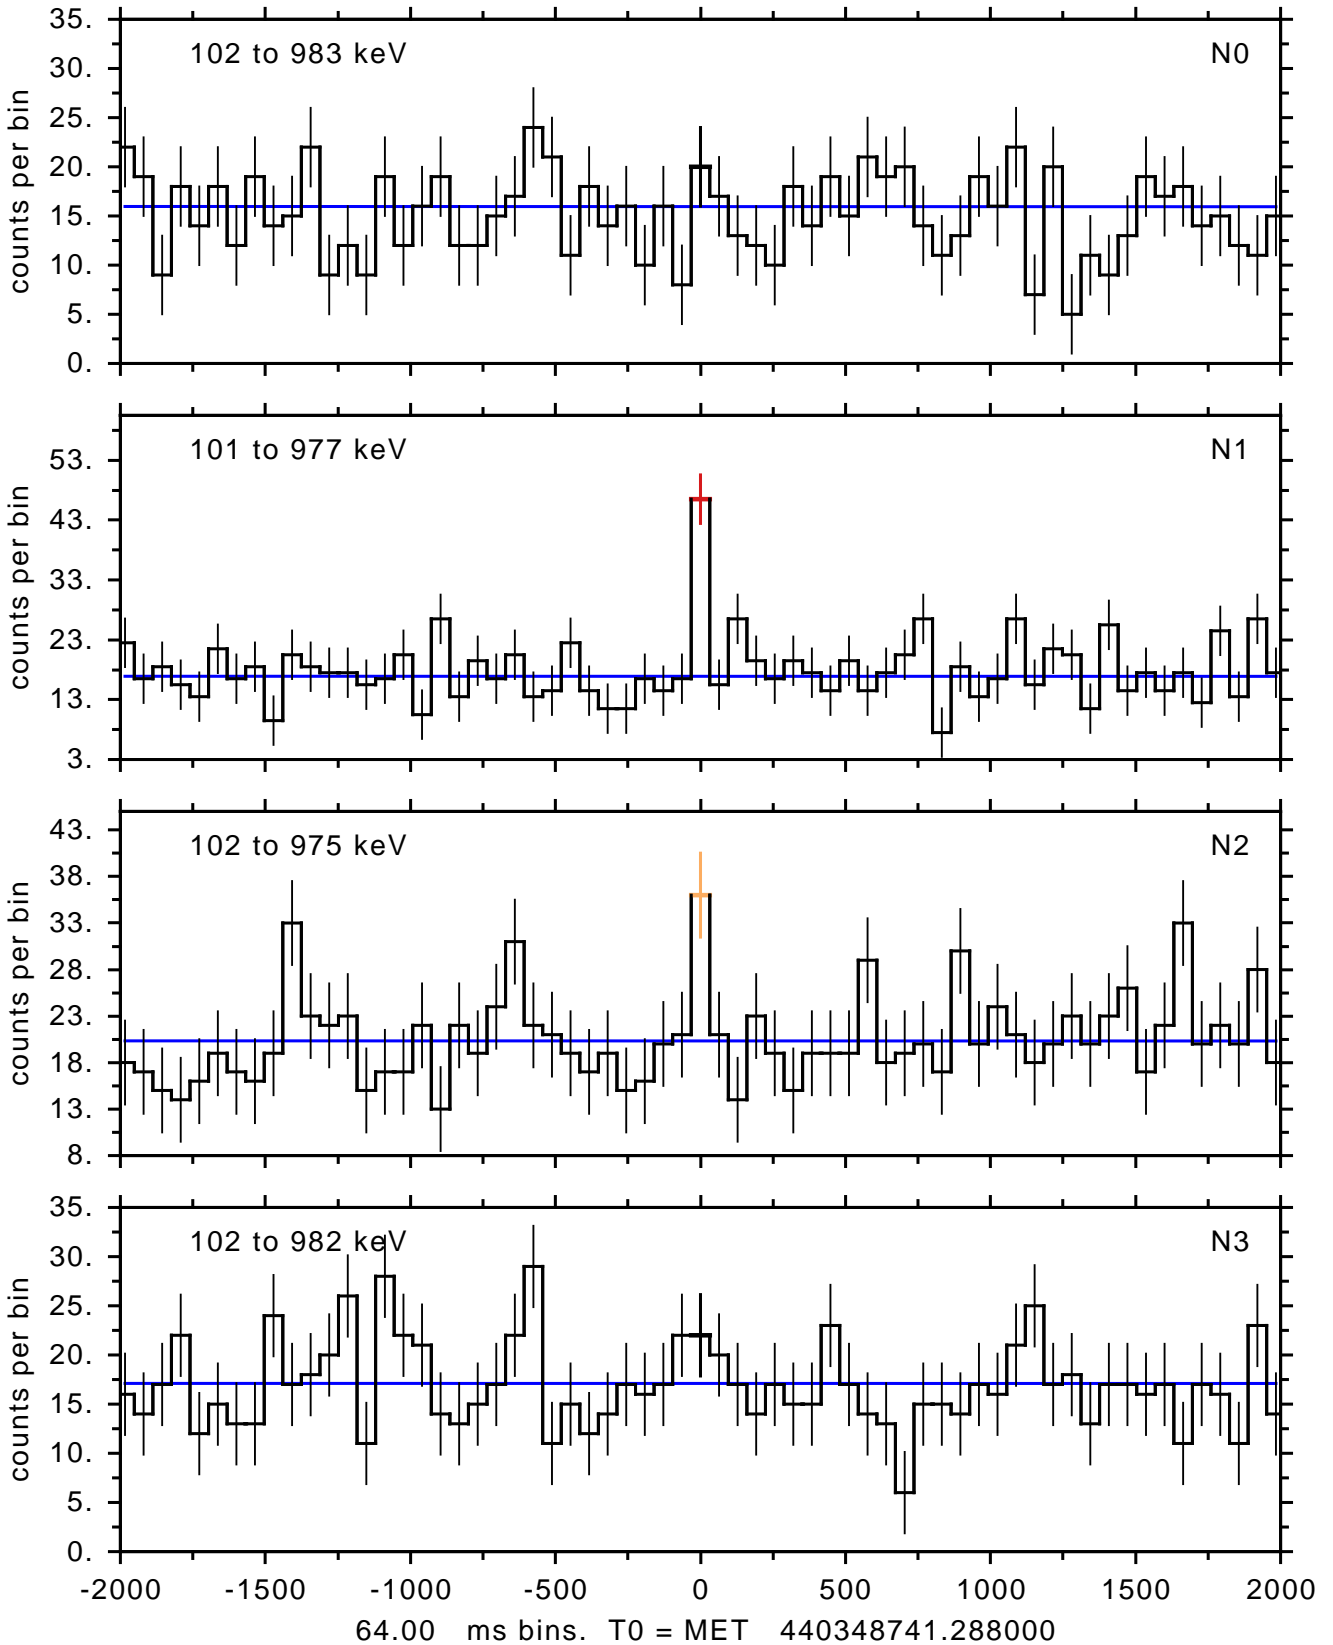 35.
102 to 983 keV
N0
30.
25.
20.
15.
10.
5.
0.
counts per bin
101 to 977 keV
N1
53.
43.
33.
23.
13.
3.
counts per bin
43.
102 to 975 keV
N2
38.
33.
28.
23.
18.
13.
8.
counts per bin
35.
102 to 982 keV
N3
30.
25.
20.
15.
10.
5.
0.
counts per bin
-2000 -1500 -1000 -500 0 500 1000 1500 2000
64.00 ms bins. T0 = MET 440348741.288000